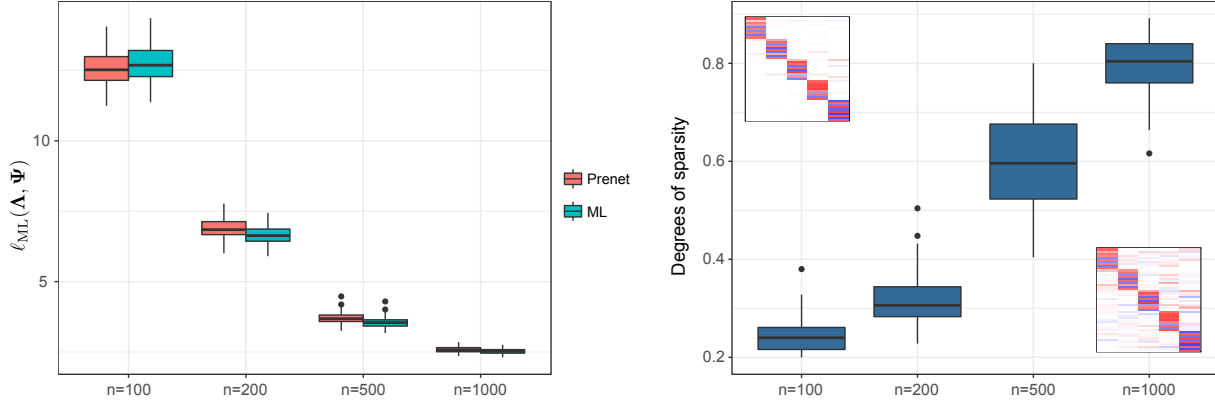 10
5
ℓML(Λ, Ψ)
n=100
n=200
n=500
n=1000
Prenet
ML
0.8
0.6
0.4
0.2
Degrees of sparsity
n=100
n=200
n=500
n=1000